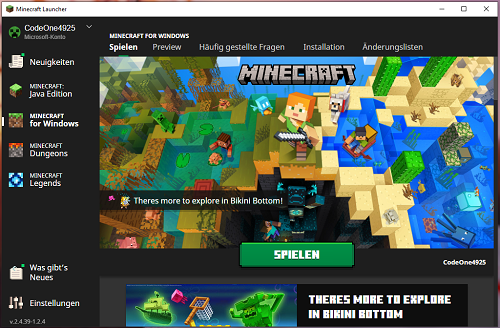 Minecraft Launcher
CodeOne4925
Microsoft-Konto
Neuigkeiten
MINECRAFT:
Java Edition
MINECRAFT
for Windows
MINECRAFT
Dungeons
MINECRAFT
Legends
Was gibt's
Neues
Einstellungen
v.2.4.39-1.2.4
MINECRAFT FOR WINDOWS
Spielen Preview Häufig gestellte Fragen Installation Änderungslisten
MINECRAFT
Theres more to explore in Bikini Bottom!
SPIELEN
CodeOne4925
THERES MORE TO EXPLORE
IN BIKINI BOTTOM